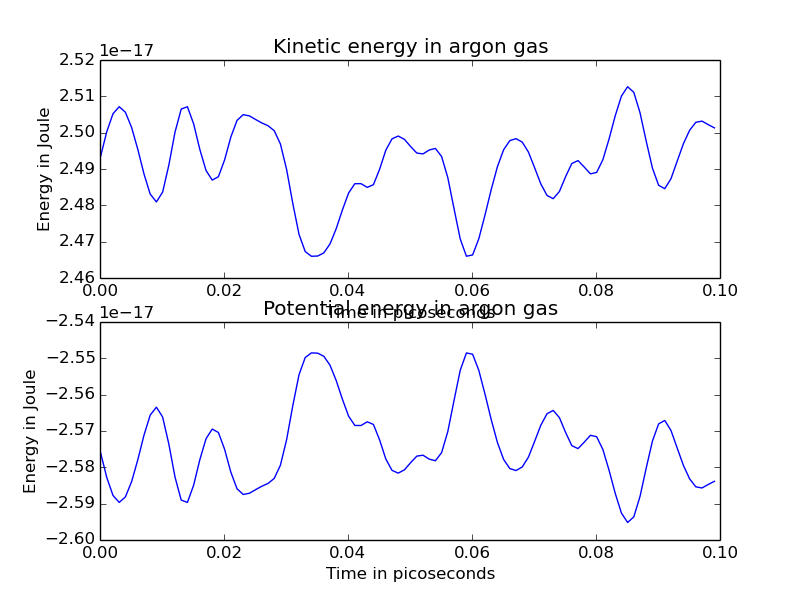 Kinetic energy in argon gas
1e−17
2.52
2.51
2.50
2.49
2.48
2.47
2.46
Energy in Joule
0.00 0.02 0.04 0.06 0.08 0.10
Time in picoseconds
Potential energy in argon gas
1e−17
−2.54
−2.55
−2.56
−2.57
−2.58
−2.59
−2.60
Energy in Joule
0.00 0.02 0.04 0.06 0.08 0.10
Time in picoseconds